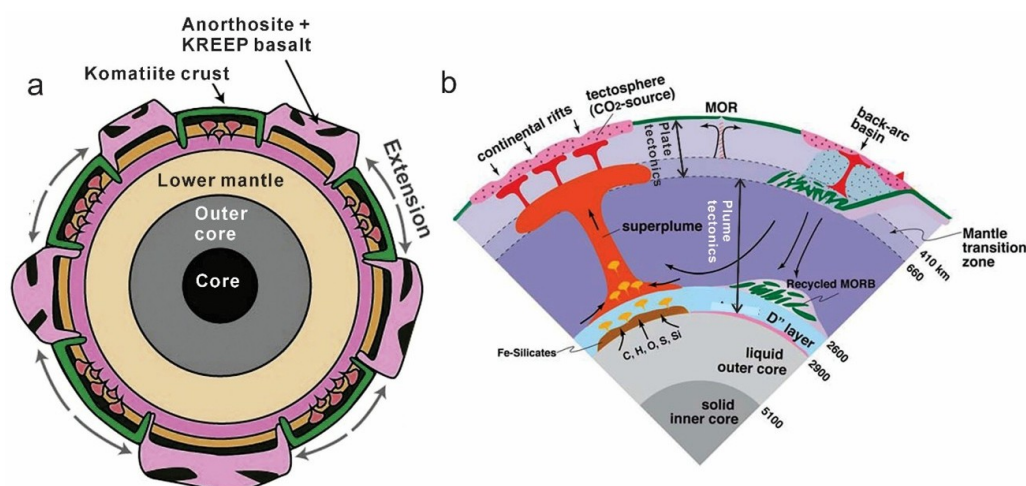 a
Anorthosite +
KREEP basalt
Komatiite crust
Extension
Lower mantle
Outer
core
Core
b
continental rifts
tectosphere
(CO2-source)
MOR
back-arc
basin
Plate
tectonics
superplume
Plume
tectonics
Mantle
transition
zone
410 km
660
Recycled MORB
D" layer
Fe-Silicates
C, H, O, S, Si
2600
2900
liquid
outer core
5100
solid
inner core